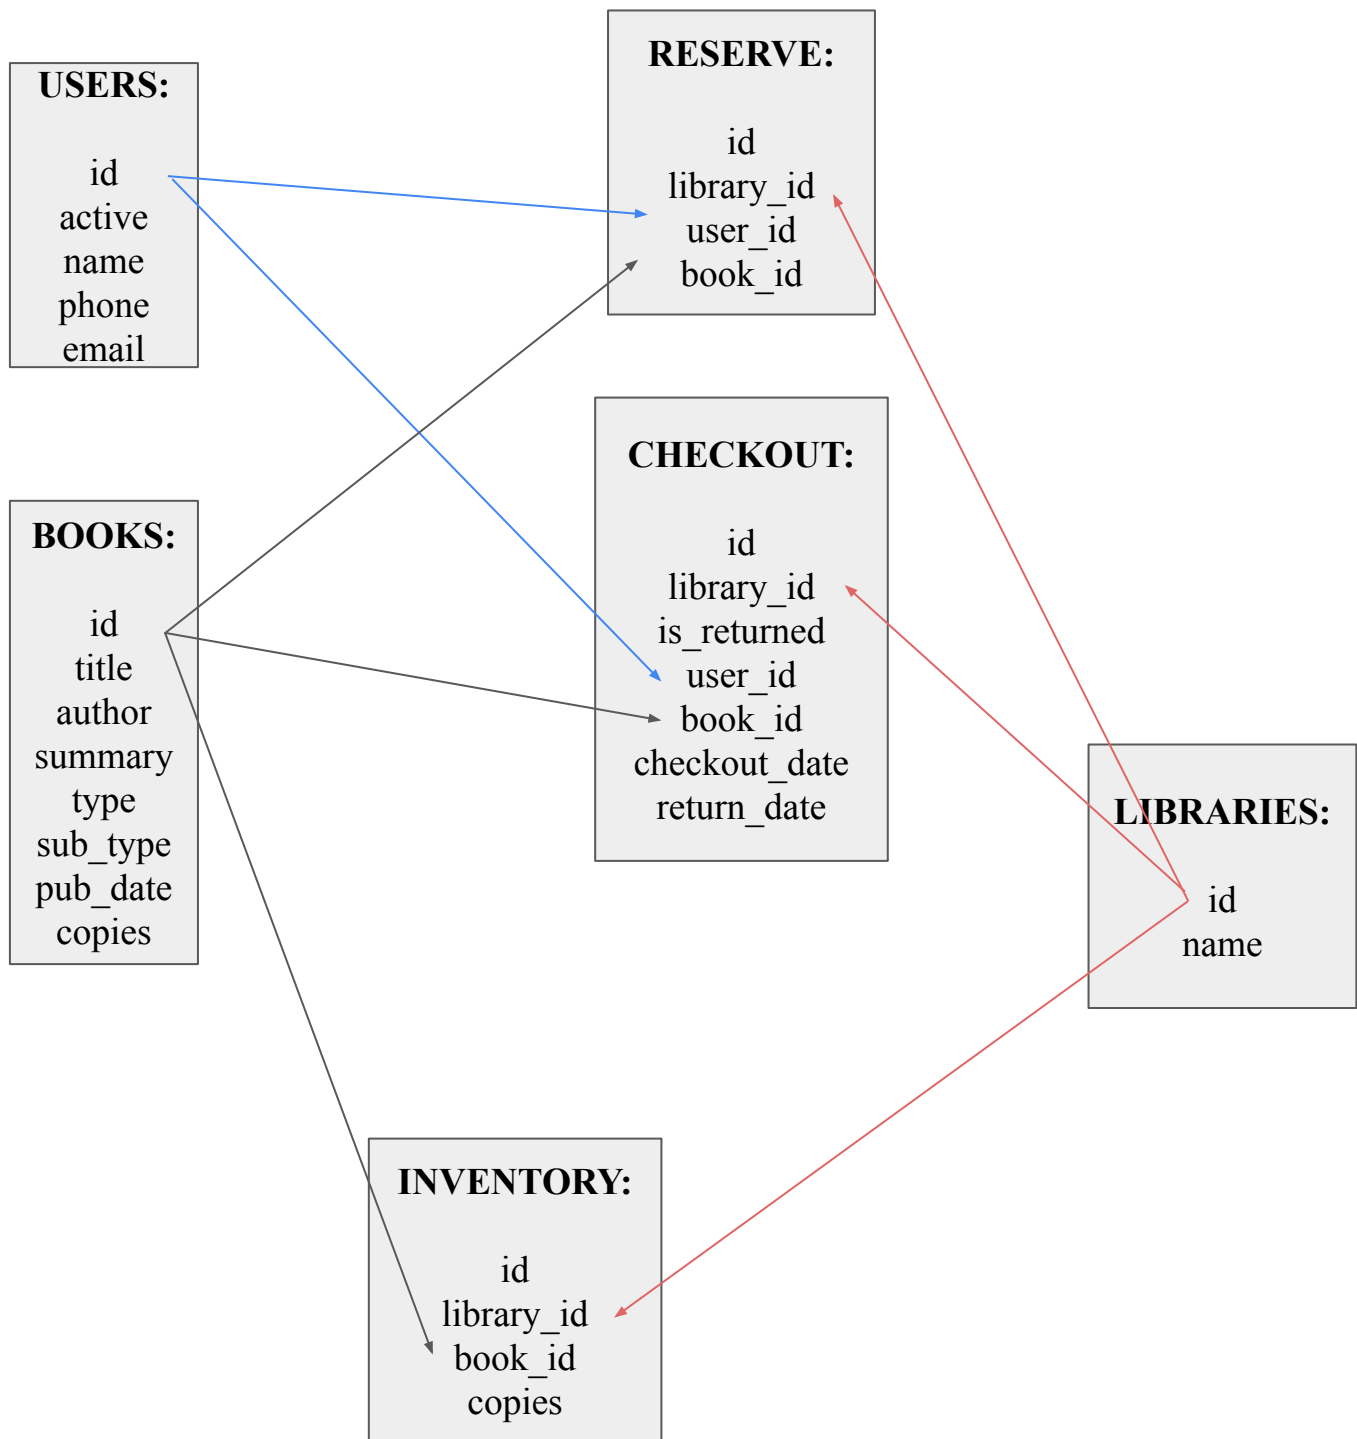 USERS:
id
active
name
phone
email
RESERVE:
id
library_id
user_id
book_id
BOOKS:
id
title
author
summary
type
sub_type
pub_date
copies
CHECKOUT:
id
library_id
is_returned
user_id
book_id
checkout_date
return_date
LIBRARIES:
id
name
INVENTORY:
id
library_id
book_id
copies